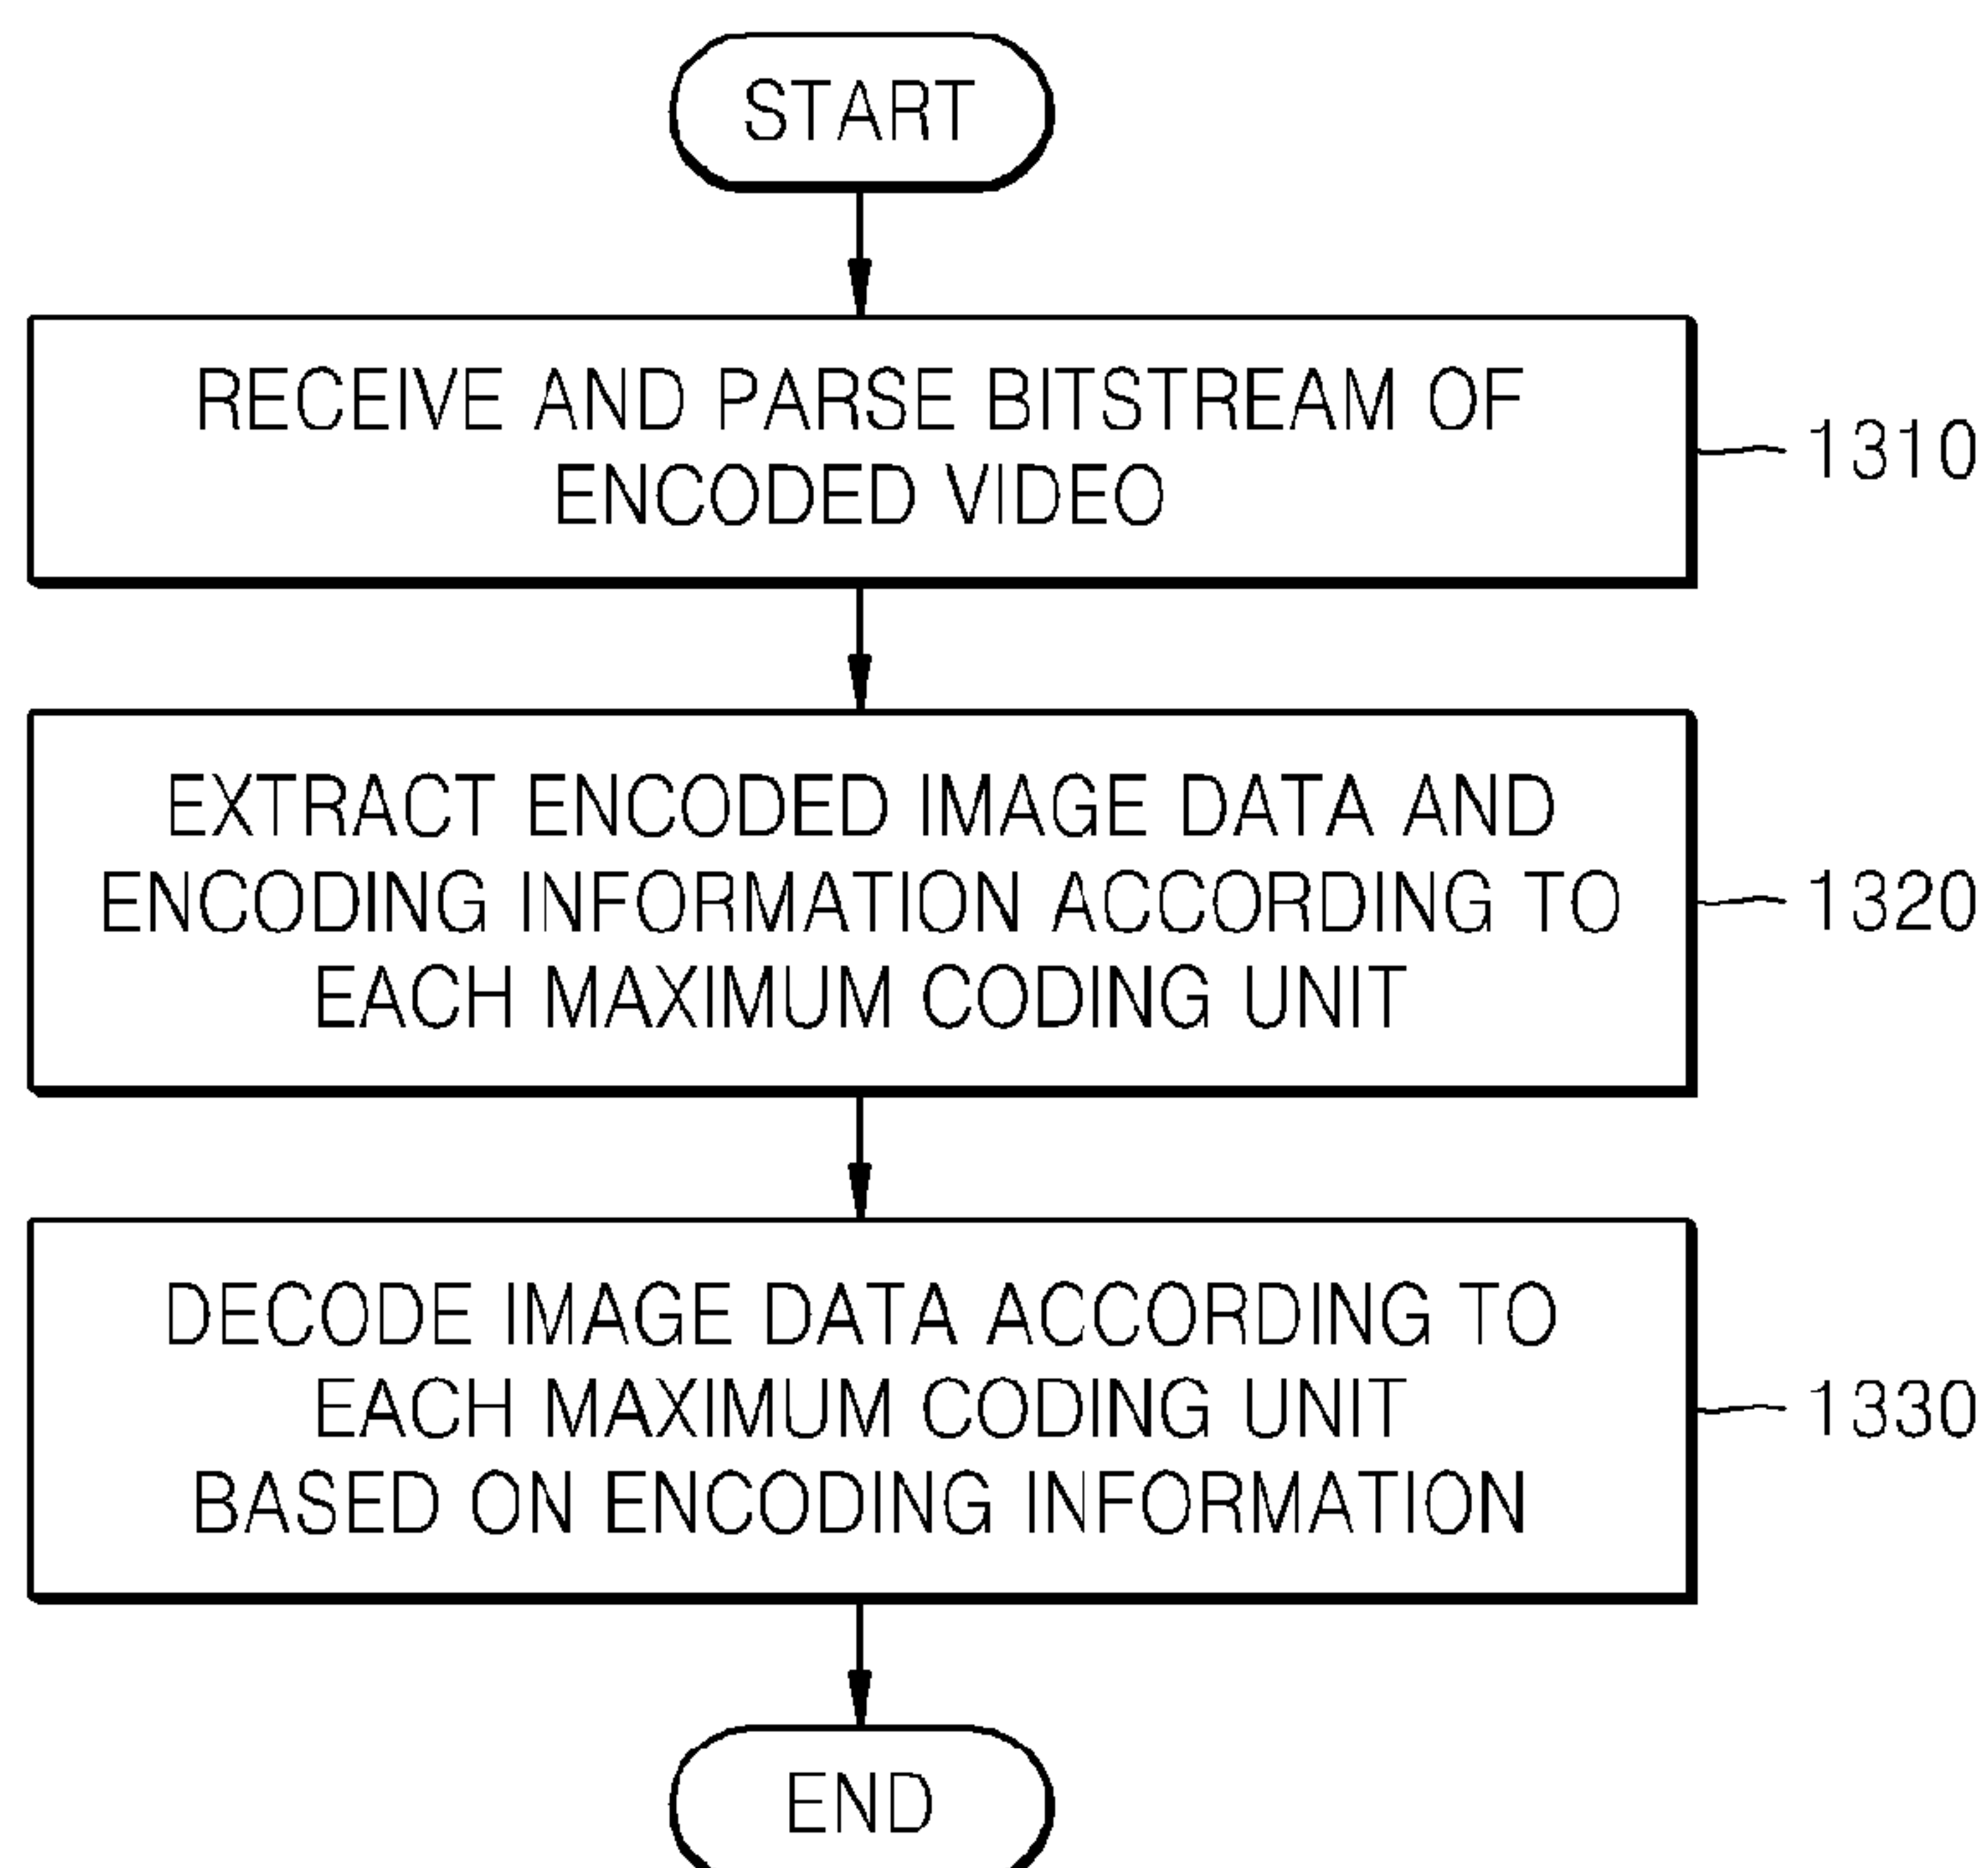 START
RECEIVE AND PARSE BITSTREAM OF
ENCODED VIDEO
1310
EXTRACT ENCODED IMAGE DATA AND
ENCODING INFORMATION ACCORDING TO
EACH MAXIMUM CODING UNIT
1320
DECODE IMAGE DATA ACCORDING TO
EACH MAXIMUM CODING UNIT
BASED ON ENCODING INFORMATION
1330
END